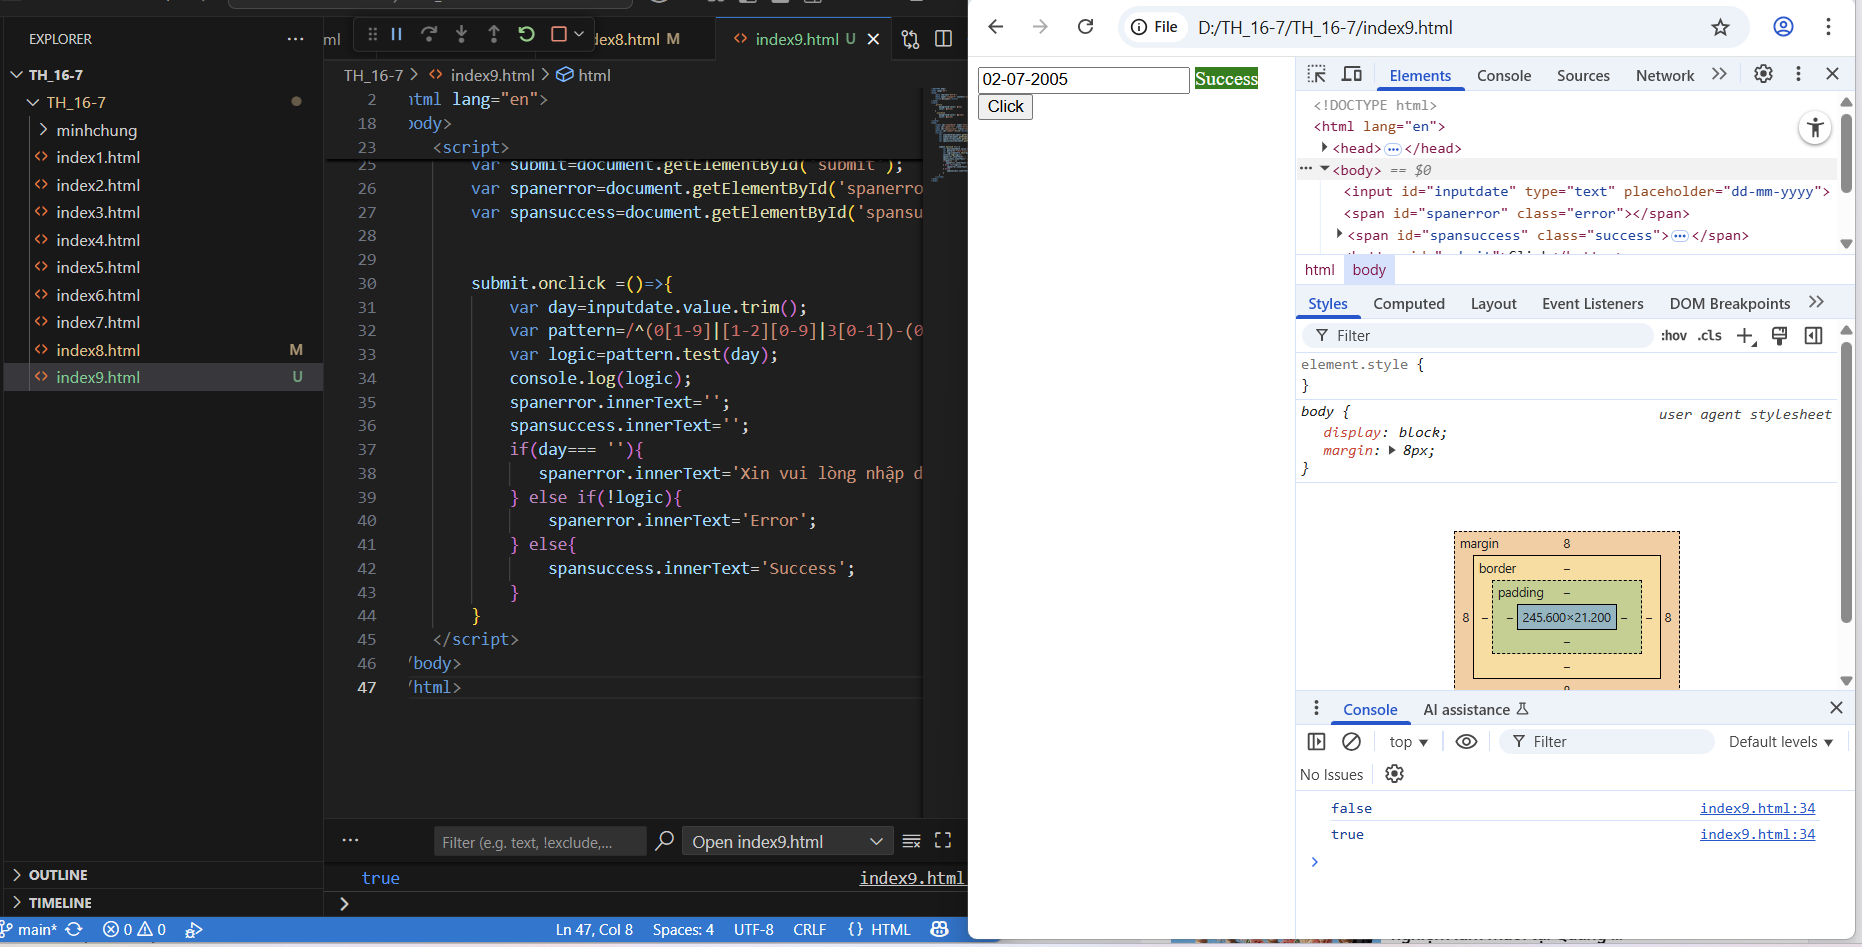 EXPLORER
TH_16-7
TH_16-7
minhchung
index1.html
index2.html
index3.html
index4.html
index5.html
index6.html
index7.html
index8.html M
index9.html U
OUTLINE
TIMELINE
ml
dex8.html M
index9.html U
TH_16-7 > index9.html > html
2 html lang="en">
18 body>
23 <script>
25 var submit=document.getElementById('submit');
26 var spanerror=document.getElementById('spanerro
27 var spansuccess=document.getElementById('spansu
28
29
30 submit.onclick =()=>{
31 var day=inputdate.value.trim();
32 var pattern=/^(0[1-9]|[1-2][0-9]|3[0-1])-(0
33 var logic=pattern.test(day);
34 console.log(logic);
35 spanerror.innerText='';
36 spansuccess.innerText='';
37 if(day=== ''){
38 spanerror.innerText='Xin vui lòng nhập d
39 } else if(!logic){
40 spanerror.innerText='Error';
41 } else{
42 spansuccess.innerText='Success';
43 }
44 }
45 </script>
46 /body>
47 /html>
Filter (e.g. text, !exclude,...
Open index9.html
true index9.html
>
main* 0 0 Ln 47, Col 8 Spaces: 4 UTF-8 CRLF {} HTML
File D:/TH_16-7/TH_16-7/index9.html
02-07-2005 Success
Click
Elements Console Sources Network
<!DOCTYPE html>
<html lang="en">
<head>…</head>
<body> == $0
<input id="inputdate" type="text" placeholder="dd-mm-yyyy">
<span id="spanerror" class="error"></span>
<span id="spansuccess" class="success">…</span>
html body
Styles Computed Layout Event Listeners DOM Breakpoints
Filter :hov .cls
element.style {
}
body { user agent stylesheet
display: block;
margin: 8px;
}
margin 8
border –
padding –
8 – – 245.600×21.200 – – 8
–
–
8
Console AI assistance
top Filter Default levels
No Issues
false index9.html:34
true index9.html:34
>